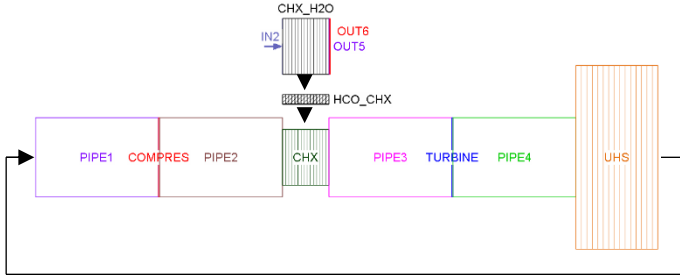 CHX_H2O
IN2
OUT6
OUT5
HCO_CHX
PIPE1
COMPRES
PIPE2
CHX
PIPE3
TURBINE
PIPE4
UHS